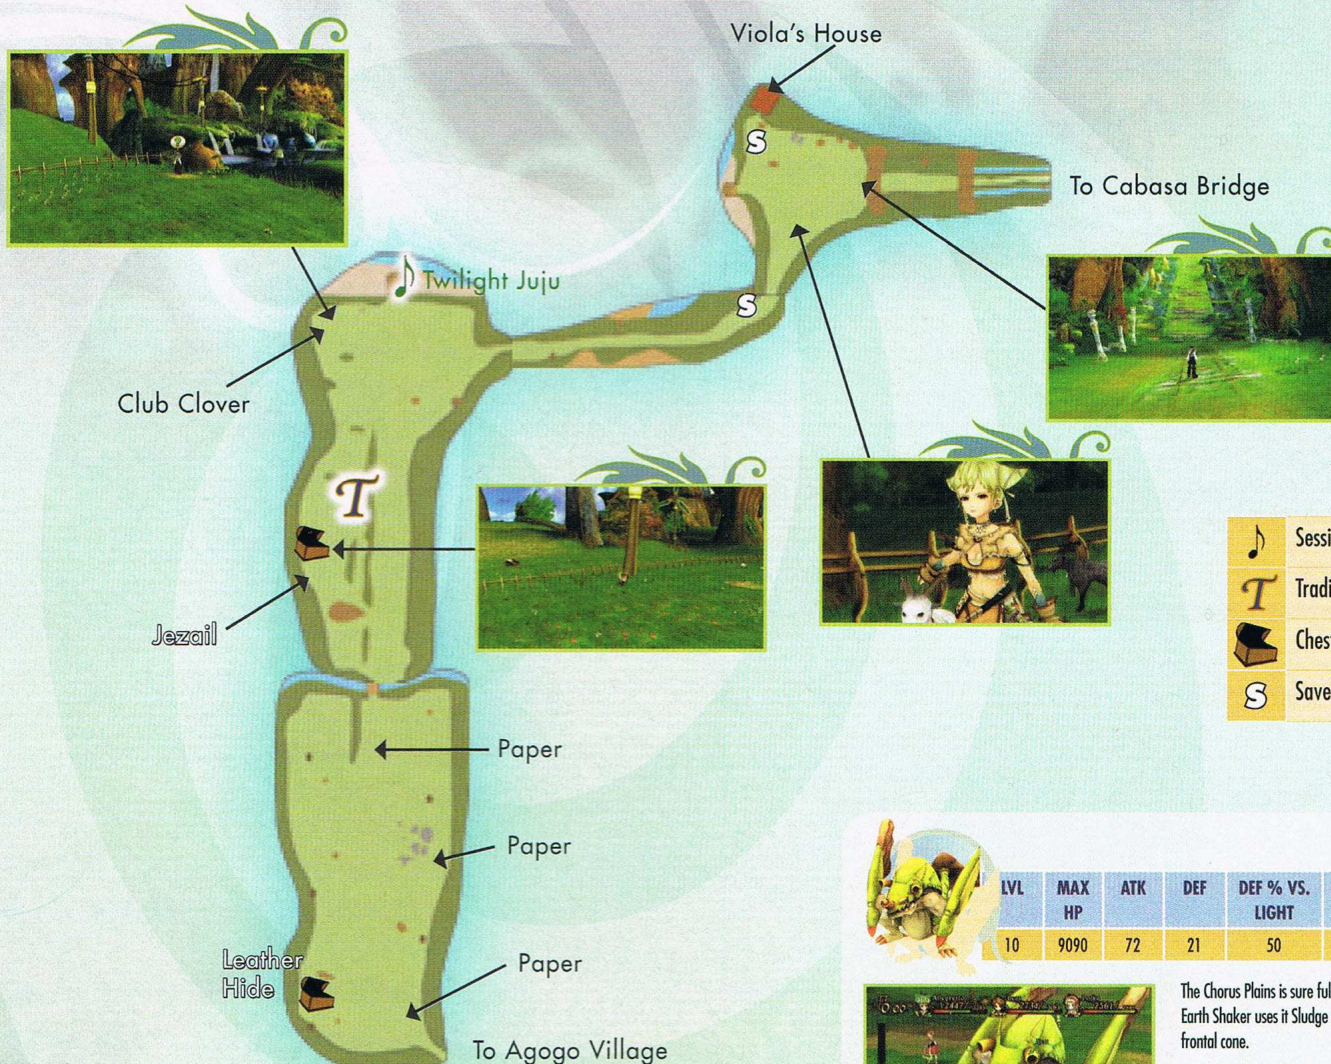 Viola's House
S
To Cabasa Bridge
Twilight Juju
S
Club Clover
T
Jezail
Sessi
T Tradi
Ches
S Save
Paper
Paper
Leather
Hide
Paper
To Agogo Village
LVL MAX HP ATK DEF DEF % VS. LIGHT
10 9090 72 21 50
The Chorus Plains is sure ful
Earth Shaker uses it Sludge
frontal cone.